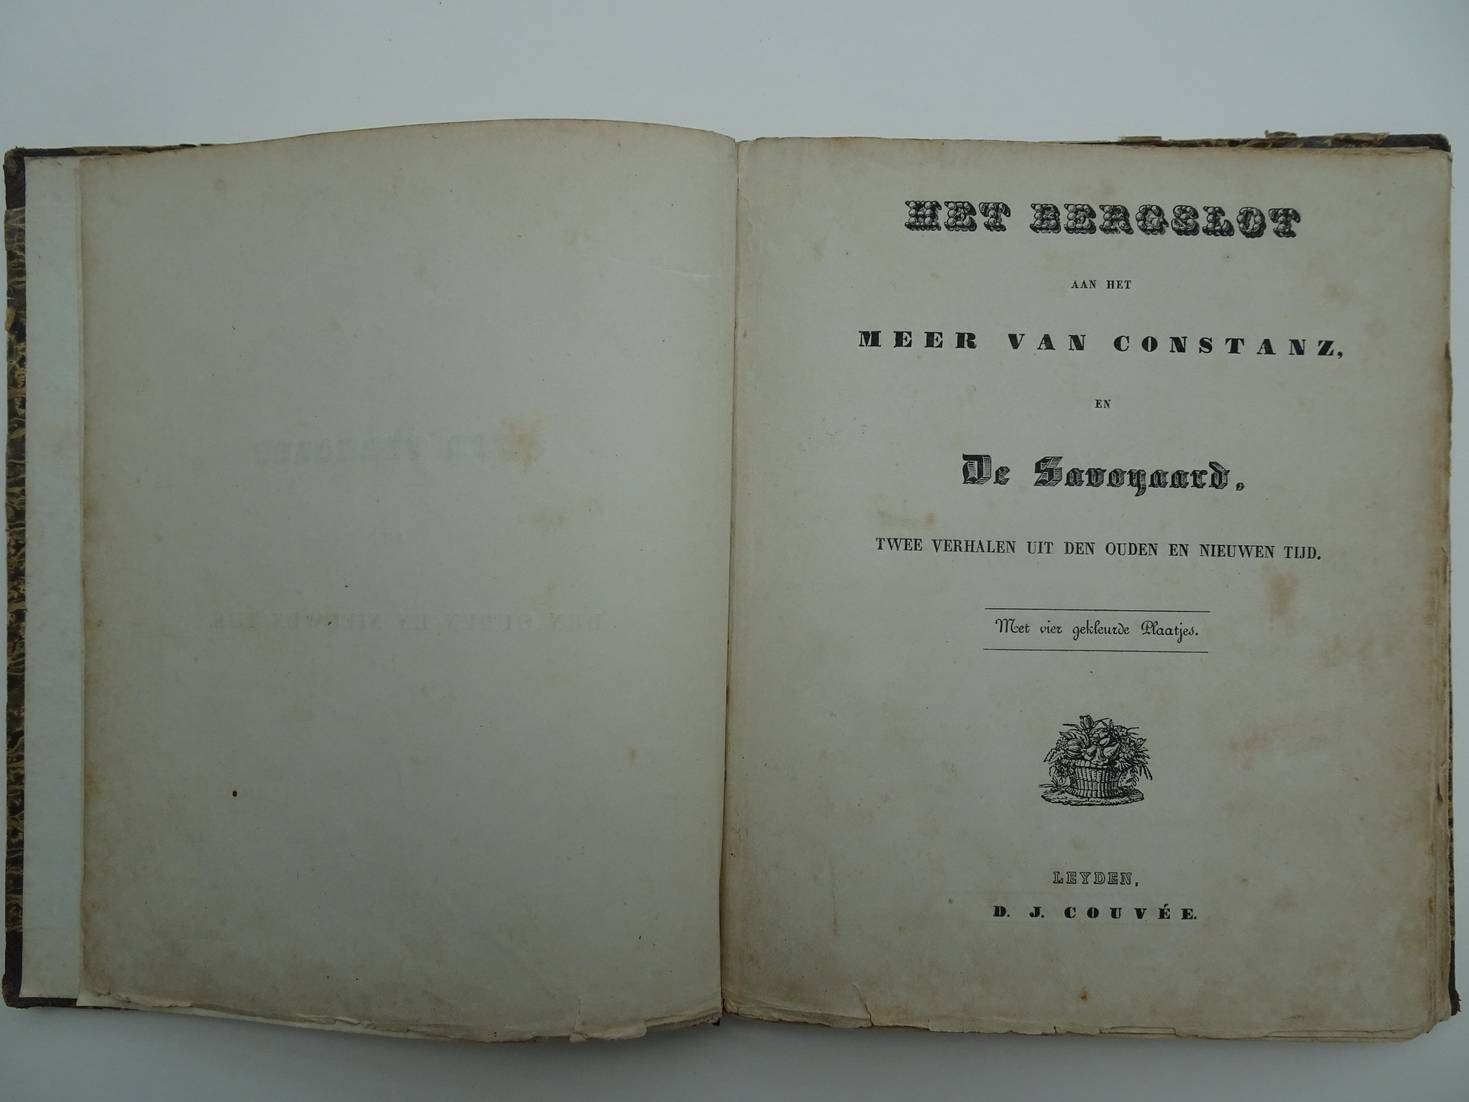 HET BERGSLOT
AAN HET
MEER VAN CONSTANZ,
EN
De Savoyaard,
TWEE VERHALEN UIT DEN OUDEN EN NIEUWEN TIJD.
Met vier gekleurde Plaatjes.
LEYDEN,
D. J. COUVÉE.